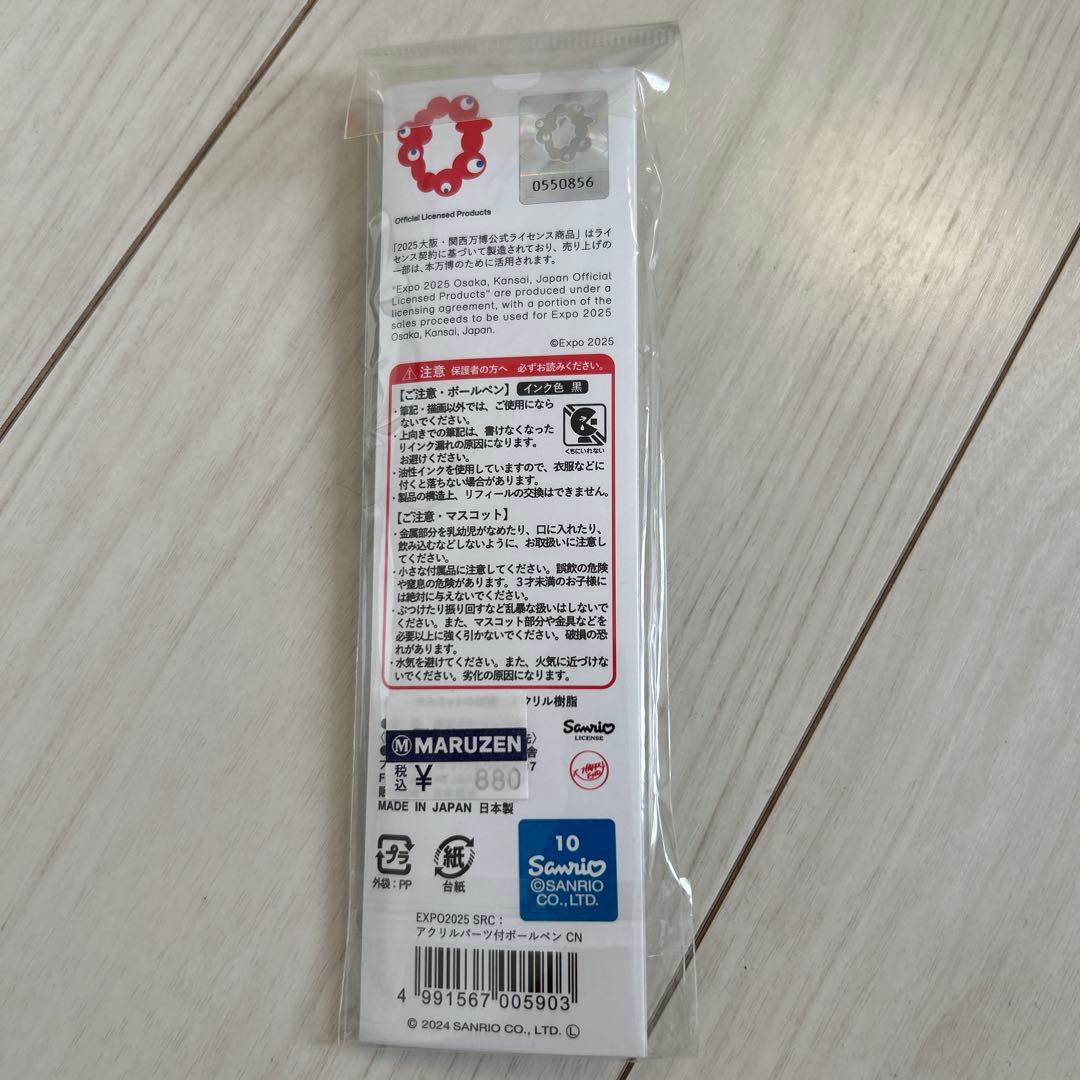 0550856
Official Licensed Products
「2025大阪・関西万博公式ライセンス商品」はライ
センス契約に基づいて製造されており、売り上げの
一部は、本万博のために活用されます。
"Expo 2025 Osaka, Kansai, Japan Official
Licensed Products" are produced under a
licensing agreement, with a portion of the
sales proceeds to be used for Expo 2025
Osaka, Kansai, Japan.
©Expo 2025
注意 保護者の方へ 必ずお読みください。
【ご注意・ボールペン】 インク色 黒
・筆記・描画以外では、ご使用になら
ないでください。
・上向きでの筆記は、書けなくなった
りインク漏れの原因になります。
お避けください。
くちにいれない
・油性インクを使用していますので、衣服などに
付くと落ちない場合があります。
・製品の構造上、リフィールの交換はできません。
【ご注意・マスコット】
・金属部分を乳幼児がなめたり、口に入れたり、
飲み込むなどしないように、お取扱いに注意し
てください。
・小さな付属品に注意してください。誤飲の危険
や窒息の危険があります。3才未満のお子様に
は絶対に与えないでください。
・ぶつけたり振り回すなど乱暴な扱いはしないで
ください。また、マスコット部分や金具などを
必要以上に強く引かないでください。破損の恐
れがあります。
・水気を避けてください。また、火気に近づけな
いでください。劣化の原因になります。
クリル樹脂
Sanrio
LICENSE
M MARUZEN
税込 ¥ 880
7
MADE IN JAPAN 日本製
プラ
外装:PP
紙
台紙
10
Sanrio
©SANRIO
CO.,LTD.
EXPO2025 SRC:
アクリルパーツ付ボールペン CN
4 991567 005903
© 2024 SANRIO CO., LTD. Ⓛ